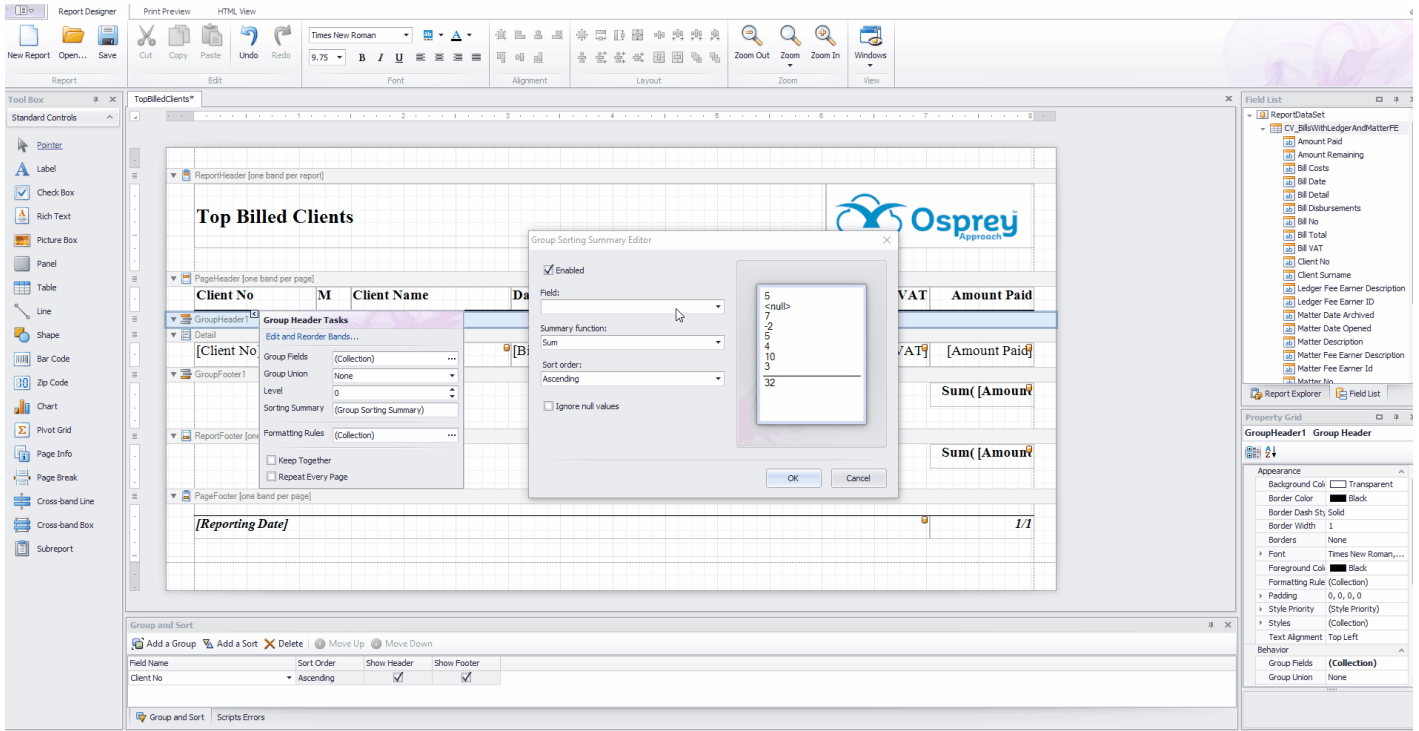 Report Designer Print Preview HTML View
New Report Open... Save Cut Copy Paste Undo Redo Times New Roman Zoom Out Zoom Zoom In Windows
9.75 B I U
Report Edit Font Alignment Layout Zoom View
Tool Box
Standard Controls
Pointer
Label
Check Box
Rich Text
Picture Box
Panel
Table
Line
Shape
Bar Code
Zip Code
Chart
Pivot Grid
Page Info
Page Break
Cross-band Line
Cross-band Box
Subreport
TopBilledClients*
1 2 3 4 5 6 7 8
ReportHeader [one band per report]
Top Billed Clients
Osprey
Approach
PageHeader [one band per page]
Client No M Client Name Da VAT Amount Paid
GroupHeader1
Detail
[Client No] [Bi VAT] [Amount Paid]
GroupFooter1
Sum( [Amoun
ReportFooter [one
Sum( [Amoun
PageFooter [one band per page]
[Reporting Date] 1/1
Group Header Tasks
Edit and Reorder Bands...
Group Fields (Collection) ...
Group Union None
Level 0
Sorting Summary (Group Sorting Summary)
Formatting Rules (Collection) ...
Keep Together
Repeat Every Page
Group Sorting Summary Editor
Enabled
Field:
Summary function:
Sum
Sort order:
Ascending
Ignore null values
5
<null>
7
-2
5
4
10
3
32
OK Cancel
Group and Sort
Add a Group Add a Sort Delete Move Up Move Down
Field Name Sort Order Show Header Show Footer
Client No Ascending
Group and Sort Scripts Errors
Field List
ReportDataSet
CV_BillsWithLedgerAndMatterFE
Amount Paid
Amount Remaining
Bill Costs
Bill Date
Bill Detail
Bill Disbursements
Bill No
Bill Total
Bill VAT
Client No
Client Surname
Ledger Fee Earner Description
Ledger Fee Earner ID
Matter Date Archived
Matter Date Opened
Matter Description
Matter Fee Earner Description
Matter Fee Earner Id
Matter No
Report Explorer Field List
Property Grid
GroupHeader1 Group Header
Appearance
Background Col Transparent
Border Color Black
Border Dash Sty Solid
Border Width 1
Borders None
Font Times New Roman,...
Foreground Col Black
Formatting Rule (Collection)
Padding 0, 0, 0, 0
Style Priority (Style Priority)
Styles (Collection)
Text Alignment Top Left
Behavior
Group Fields (Collection)
Group Union None